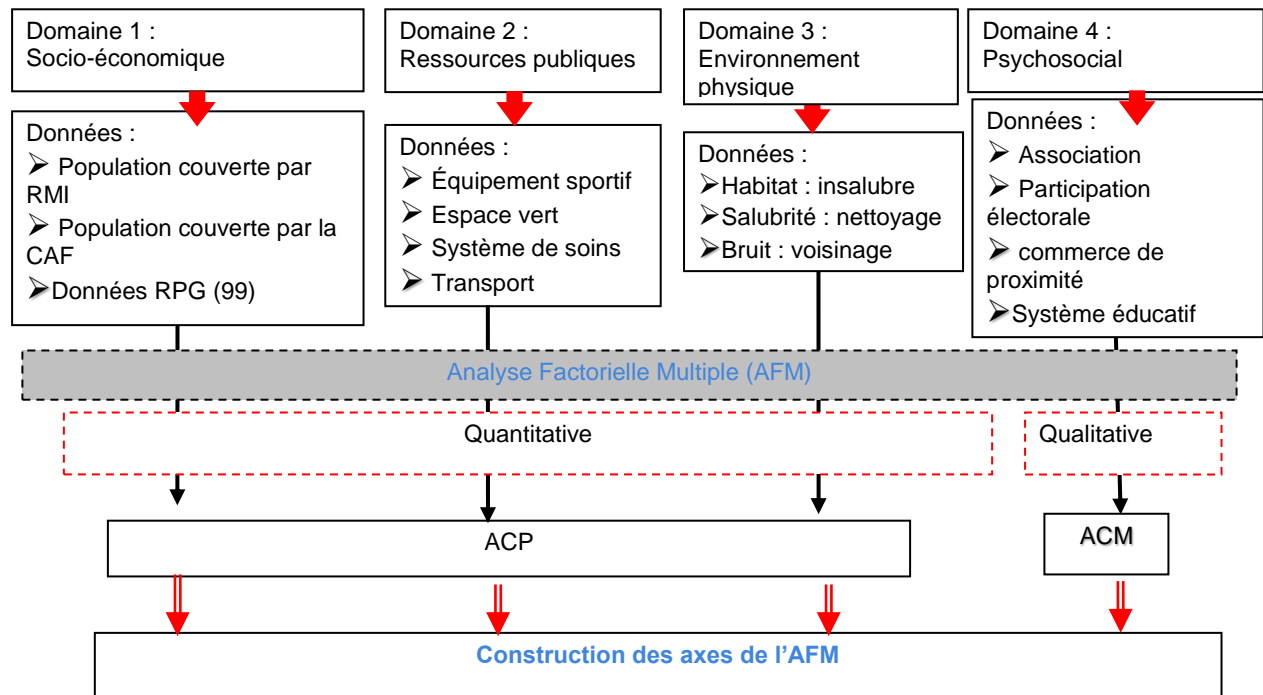 Domaine 1 :
Socio-économique
Domaine 2 :
Ressources publiques
Domaine 3 :
Environnement
physique
Domaine 4 :
Psychosocial
Données :
➢ Population couverte par
RMI
➢ Population couverte par la
CAF
➢Données RPG (99)
Données :
➢ Équipement sportif
➢ Espace vert
➢ Système de soins
➢ Transport
Données :
➢Habitat : insalubre
➢Salubrité : nettoyage
➢Bruit : voisinage
Données :
➢ Association
➢ Participation
électorale
➢ commerce de
proximité
➢Système éducatif
Analyse Factorielle Multiple (AFM)
Quantitative
Qualitative
ACP
ACM
Construction des axes de l'AFM